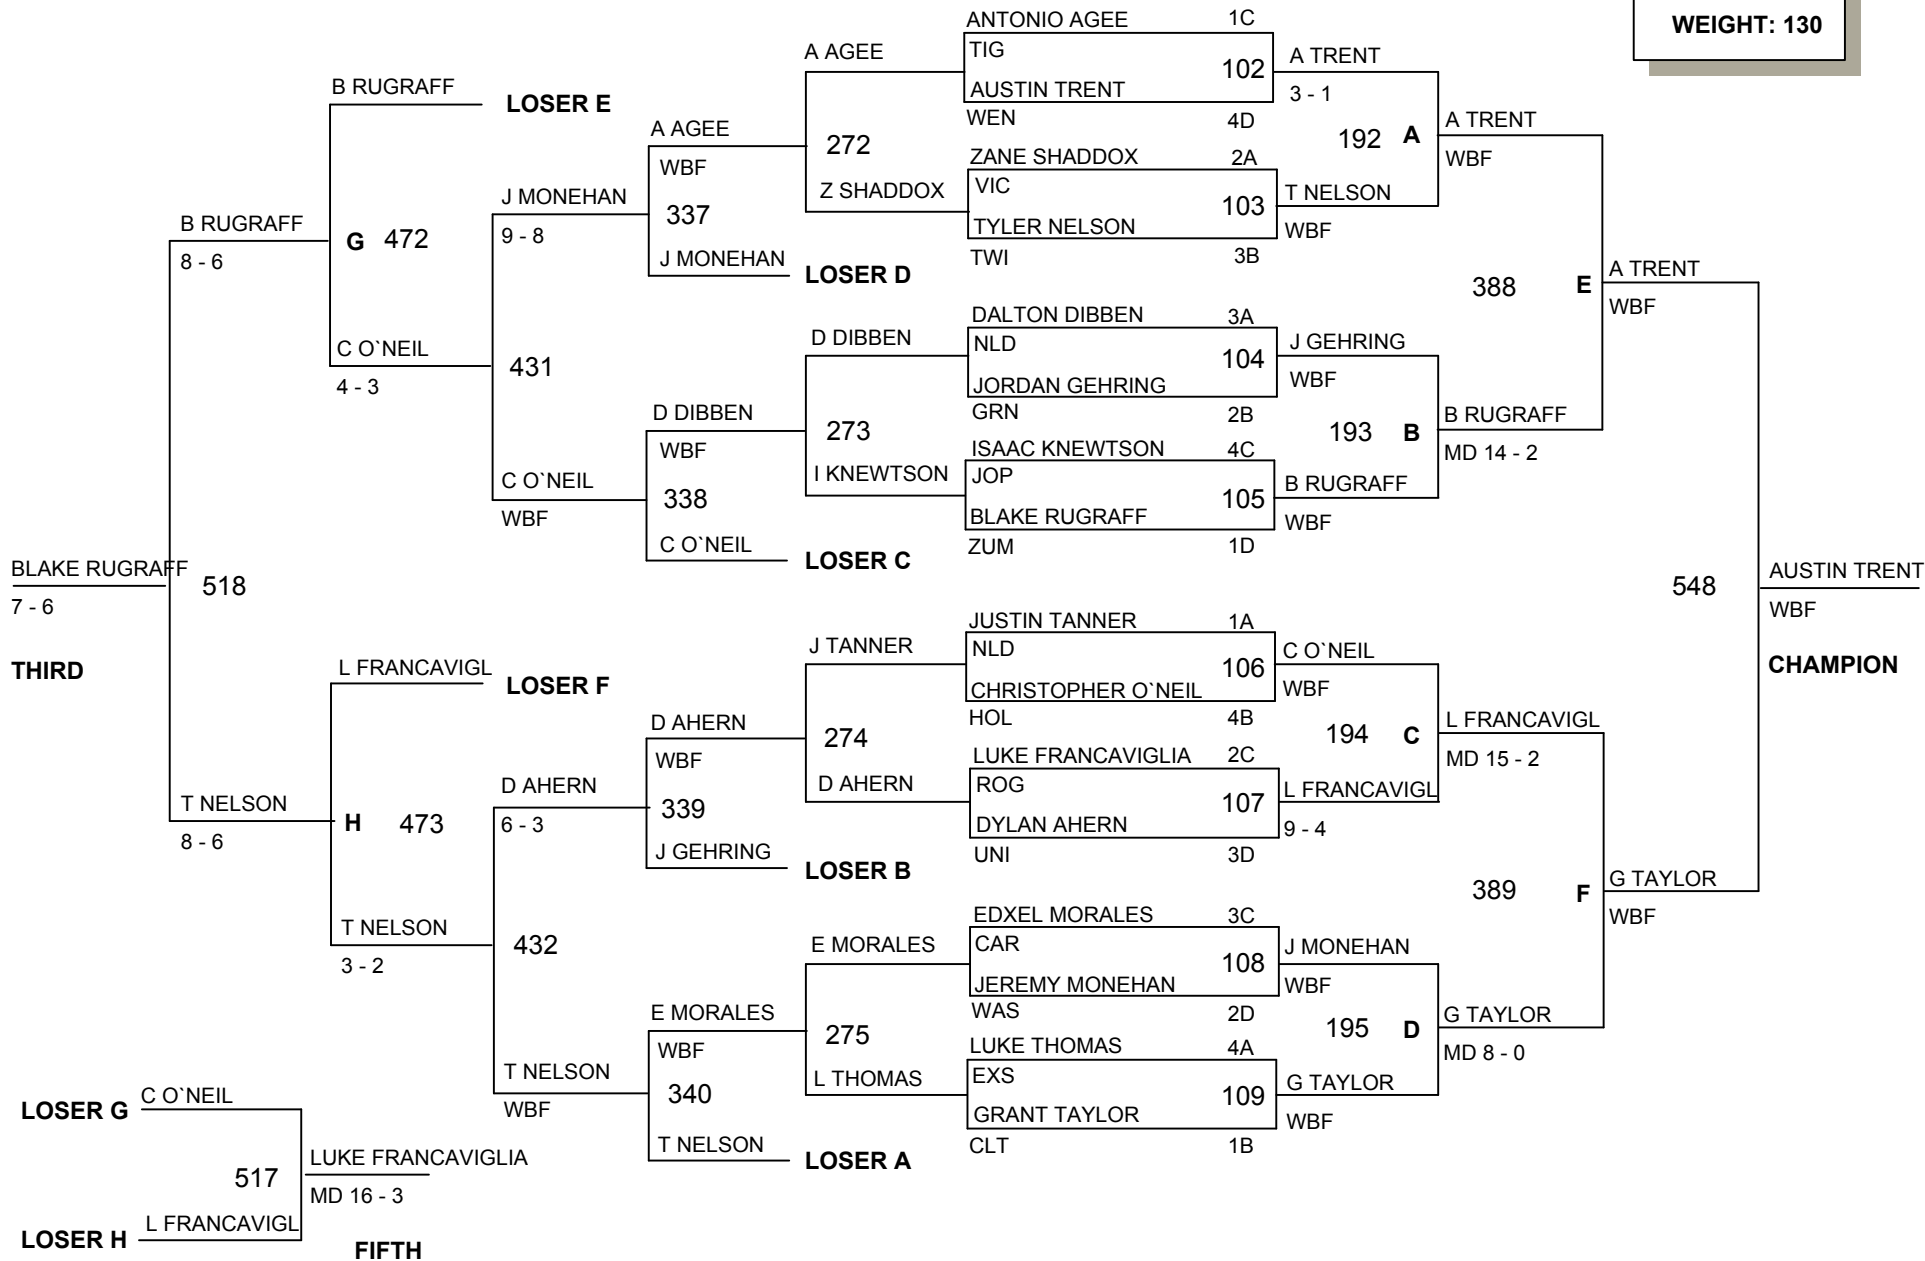 WEIGHT: 130
ANTONIO AGEE 1C
TIG
102
AUSTIN TRENT
WEN 4D
ZANE SHADDOX 2A
VIC
103
TYLER NELSON
TWI 3B
DALTON DIBBEN 3A
NLD
104
JORDAN GEHRING
GRN 2B
ISAAC KNEWTSON 4C
JOP
105
BLAKE RUGRAFF
ZUM 1D
JUSTIN TANNER 1A
NLD
106
CHRISTOPHER O`NEIL
HOL 4B
LUKE FRANCAVIGLIA 2C
ROG
107
DYLAN AHERN
UNI 3D
EDXEL MORALES 3C
CAR
108
JEREMY MONEHAN
WAS 2D
LUKE THOMAS 4A
EXS
109
GRANT TAYLOR
CLT 1B
A TRENT
3 - 1
192 A
T NELSON
WBF
J GEHRING
WBF
193 B
B RUGRAFF
WBF
C O`NEIL
WBF
194 C
L FRANCAVIGL
9 - 4
J MONEHAN
WBF
195 D
G TAYLOR
WBF
A TRENT
WBF
388 E
B RUGRAFF
MD 14 - 2
L FRANCAVIGL
MD 15 - 2
389 F
G TAYLOR
MD 8 - 0
A TRENT
WBF
548
G TAYLOR
WBF
AUSTIN TRENT
WBF
CHAMPION
A AGEE
272
Z SHADDOX
D DIBBEN
273
I KNEWTSON
J TANNER
274
D AHERN
E MORALES
275
L THOMAS
A AGEE
WBF
337
J MONEHAN
LOSER D
D DIBBEN
WBF
338
C O`NEIL
LOSER C
D AHERN
WBF
339
J GEHRING
LOSER B
E MORALES
WBF
340
T NELSON
LOSER A
J MONEHAN
9 - 8
431
C O`NEIL
WBF
D AHERN
6 - 3
432
T NELSON
WBF
B RUGRAFF
LOSER E
G 472
C O`NEIL
4 - 3
L FRANCAVIGL
LOSER F
H 473
T NELSON
3 - 2
B RUGRAFF
8 - 6
518
T NELSON
8 - 6
BLAKE RUGRAFF
7 - 6
THIRD
LOSER G
C O`NEIL
517
LOSER H
L FRANCAVIGL
LUKE FRANCAVIGLIA
MD 16 - 3
FIFTH